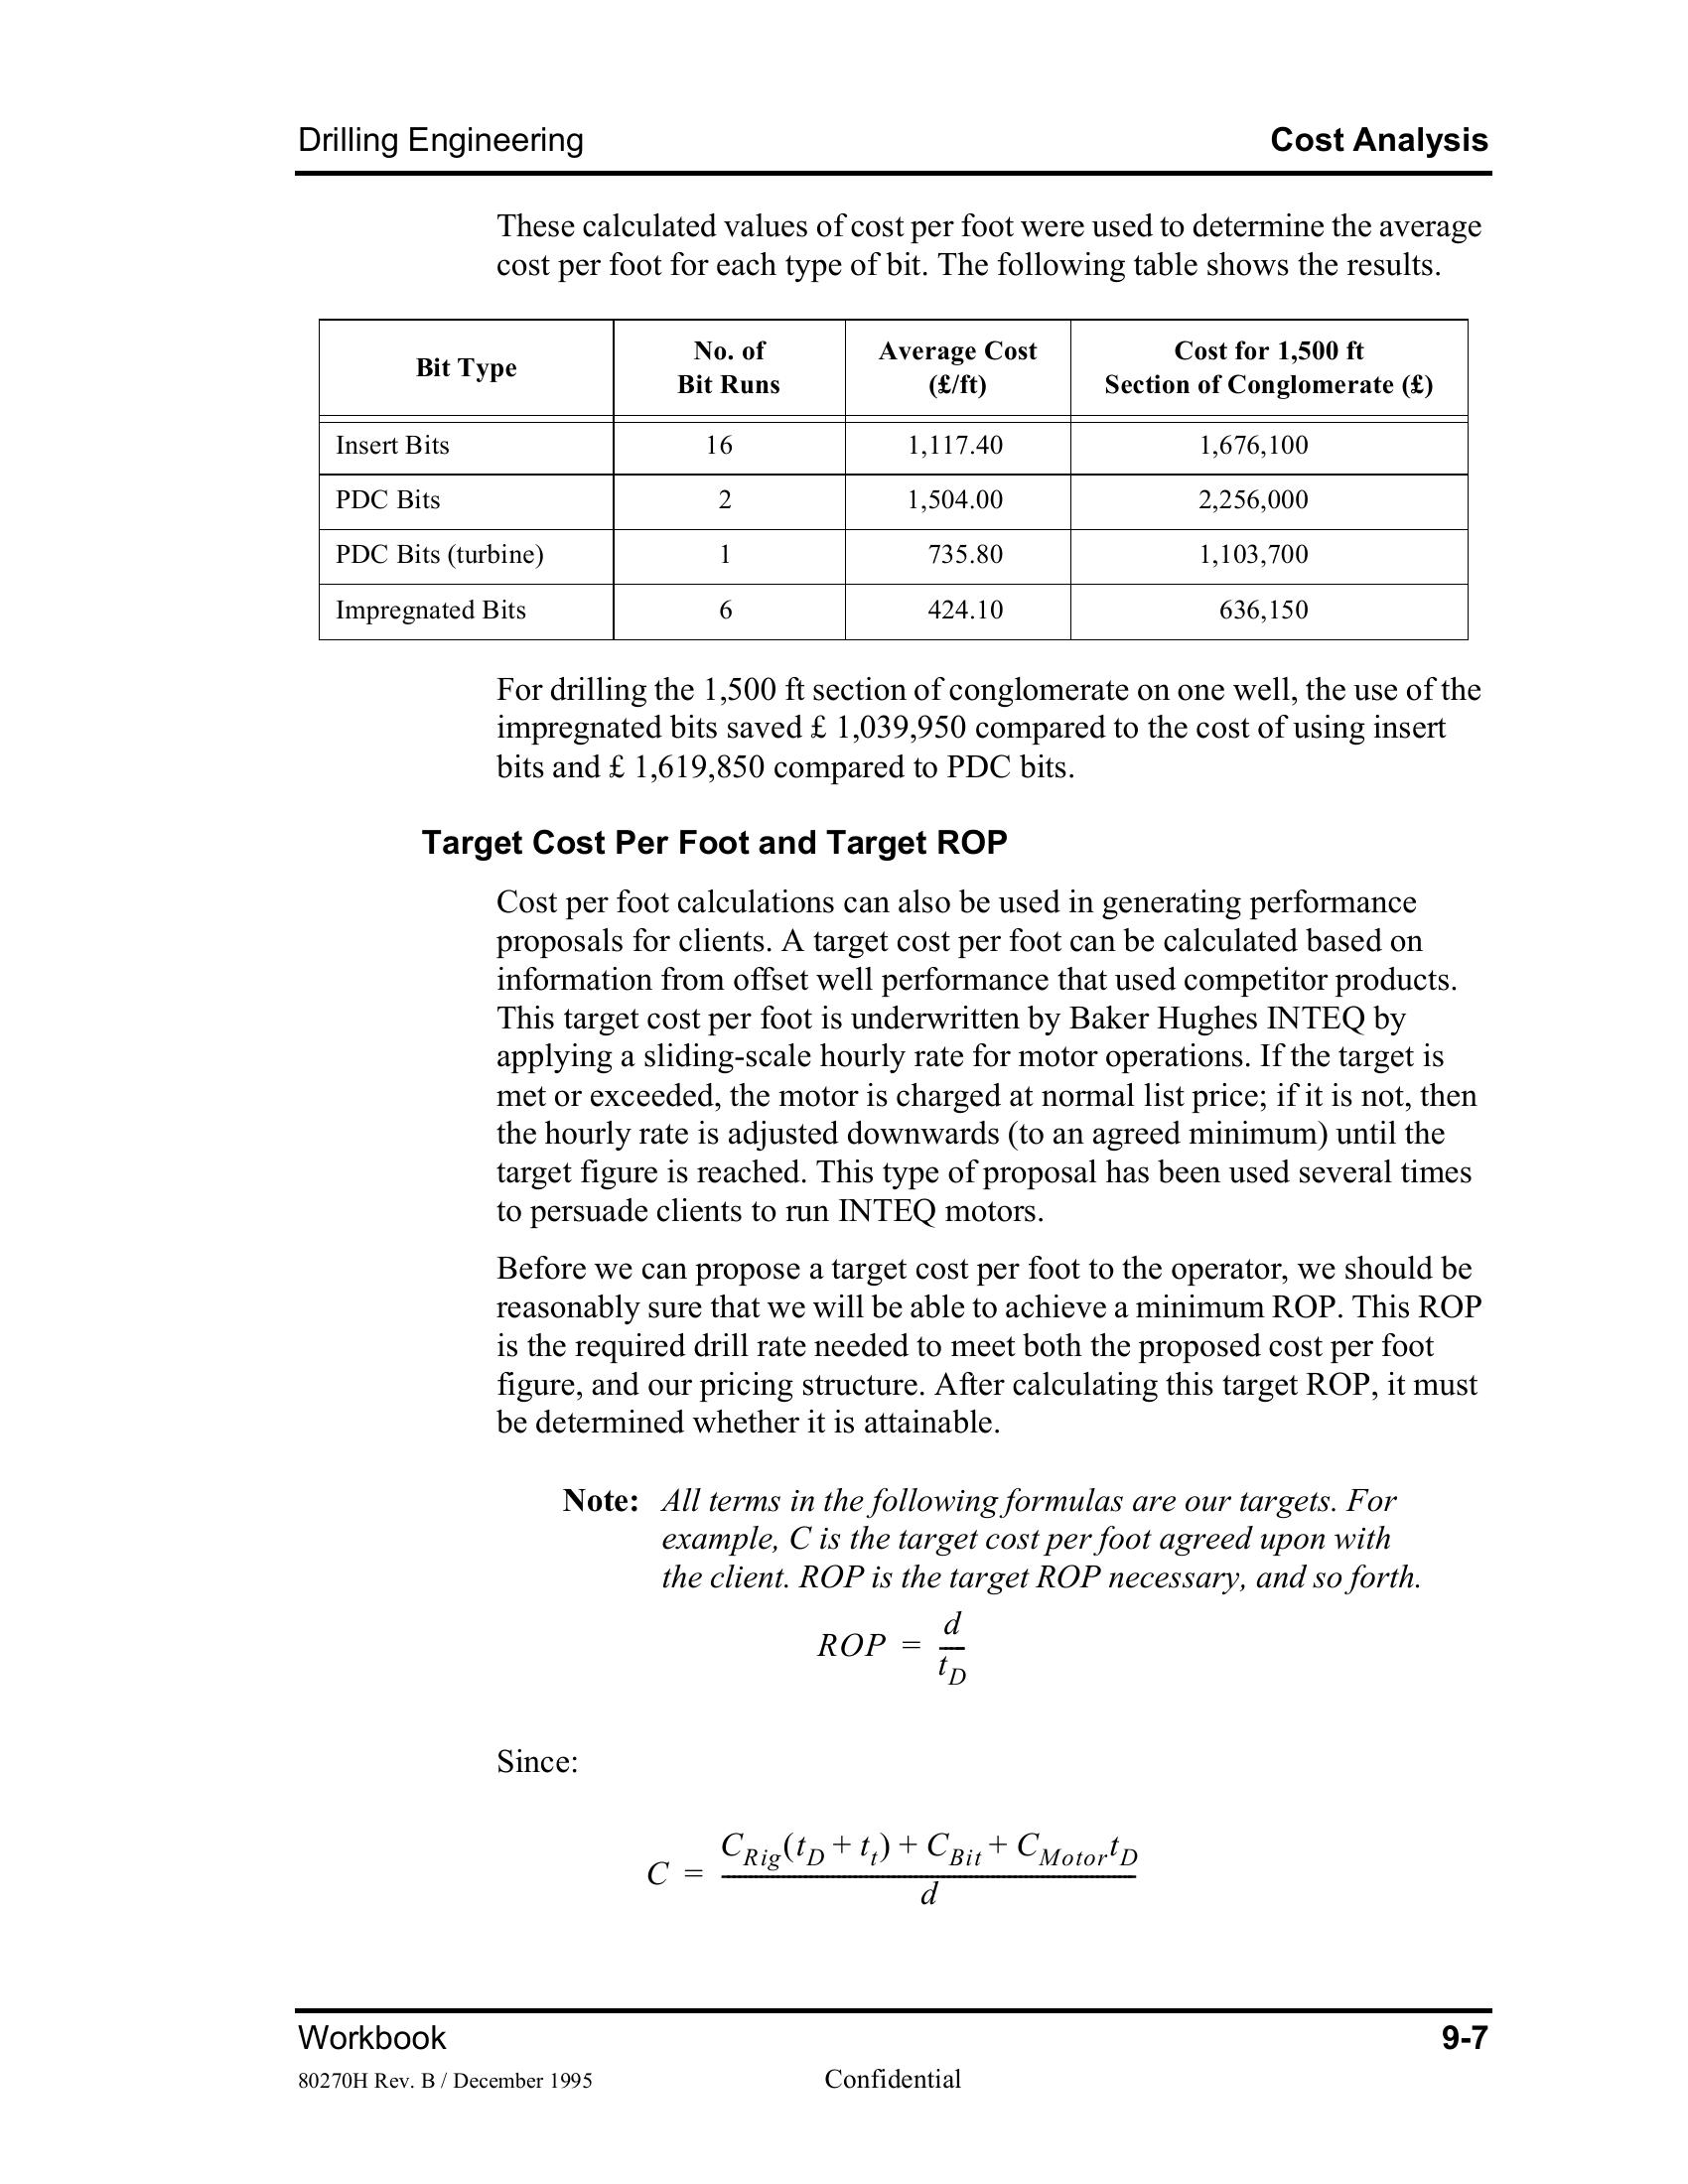 Drilling Engineering Cost Analysis
These calculated values of cost per foot were used to determine the average
cost per foot for each type of bit. The following table shows the results.
Bit Type No. of Bit Runs Average Cost (£/ft) Cost for 1,500 ft Section of Conglomerate (£)
Insert Bits 16 1,117.40 1,676,100
PDC Bits 2 1,504.00 2,256,000
PDC Bits (turbine) 1 735.80 1,103,700
Impregnated Bits 6 424.10 636,150
For drilling the 1,500 ft section of conglomerate on one well, the use of the
impregnated bits saved £ 1,039,950 compared to the cost of using insert
bits and £ 1,619,850 compared to PDC bits.
Target Cost Per Foot and Target ROP
Cost per foot calculations can also be used in generating performance
proposals for clients. A target cost per foot can be calculated based on
information from offset well performance that used competitor products.
This target cost per foot is underwritten by Baker Hughes INTEQ by
applying a sliding-scale hourly rate for motor operations. If the target is
met or exceeded, the motor is charged at normal list price; if it is not, then
the hourly rate is adjusted downwards (to an agreed minimum) until the
target figure is reached. This type of proposal has been used several times
to persuade clients to run INTEQ motors.
Before we can propose a target cost per foot to the operator, we should be
reasonably sure that we will be able to achieve a minimum ROP. This ROP
is the required drill rate needed to meet both the proposed cost per foot
figure, and our pricing structure. After calculating this target ROP, it must
be determined whether it is attainable.
Note: All terms in the following formulas are our targets. For
example, C is the target cost per foot agreed upon with
the client. ROP is the target ROP necessary, and so forth.
ROP = d / t_D
Since:
C = (C_Rig(t_D + t_t) + C_Bit + C_Motor t_D) / d
Workbook 9-7
80270H Rev. B / December 1995 Confidential